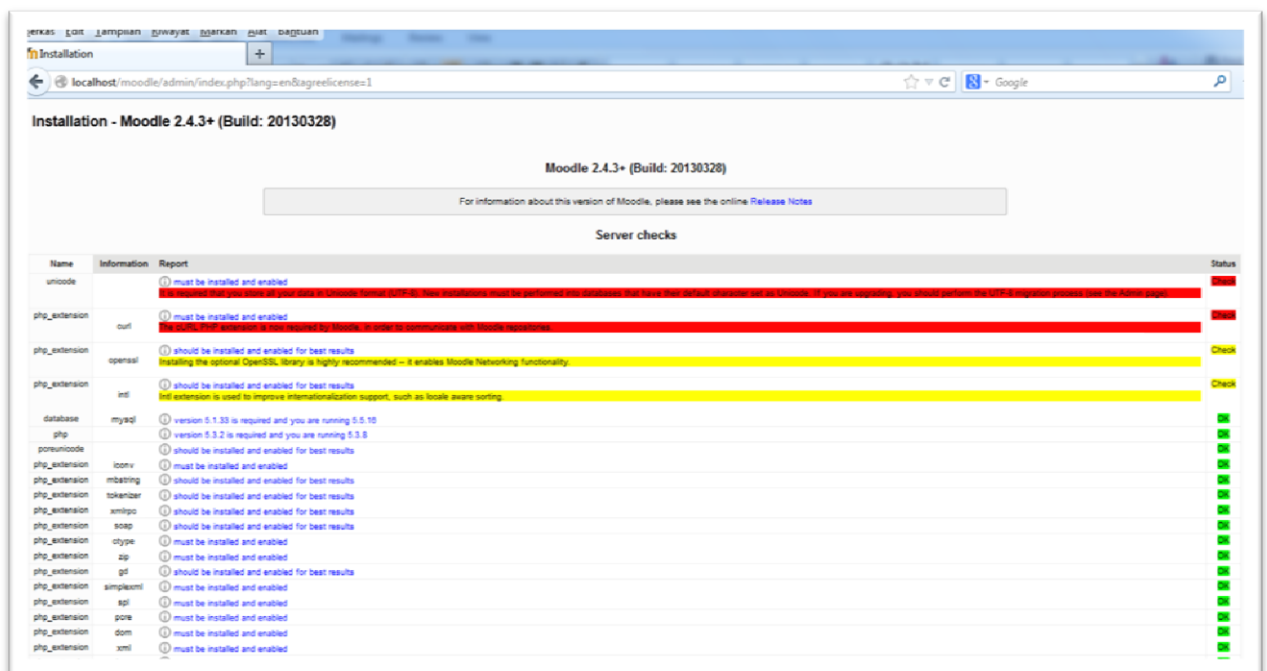 Edit Tampilan Riwayat Markah Alat Bantuan
Installation +
localhost/moodle/admin/index.php?lang=en&agreelicense=1 Google
Installation - Moodle 2.4.3+ (Build: 20130328)
Moodle 2.4.3+ (Build: 20130328)
For information about this version of Moodle, please see the online Release Notes
Server checks
Name Information Report Status
unicode must be installed and enabled Check
It is required that you store all your data in Unicode format (UTF-8). New installations must be performed into databases that have their default character set as Unicode. If you are upgrading, you should perform the UTF-8 migration process (see the Admin page).
php_extension curl must be installed and enabled Check
The cURL PHP extension is now required by Moodle, in order to communicate with Moodle repositories.
php_extension openssl should be installed and enabled for best results Check
Installing the optional OpenSSL library is highly recommended -- it enables Moodle Networking functionality.
php_extension intl should be installed and enabled for best results Check
Intl extension is used to improve internationalization support, such as locale aware sorting.
database mysql version 5.1.33 is required and you are running 5.5.16 OK
php version 5.3.2 is required and you are running 5.3.8 OK
pcreunicode should be installed and enabled for best results OK
php_extension iconv must be installed and enabled OK
php_extension mbstring should be installed and enabled for best results OK
php_extension tokenizer should be installed and enabled for best results OK
php_extension xmlrpc should be installed and enabled for best results OK
php_extension soap should be installed and enabled for best results OK
php_extension ctype must be installed and enabled OK
php_extension zip must be installed and enabled OK
php_extension gd should be installed and enabled for best results OK
php_extension simplexml must be installed and enabled OK
php_extension spl must be installed and enabled OK
php_extension pcre must be installed and enabled OK
php_extension dom must be installed and enabled OK
php_extension xml must be installed and enabled OK